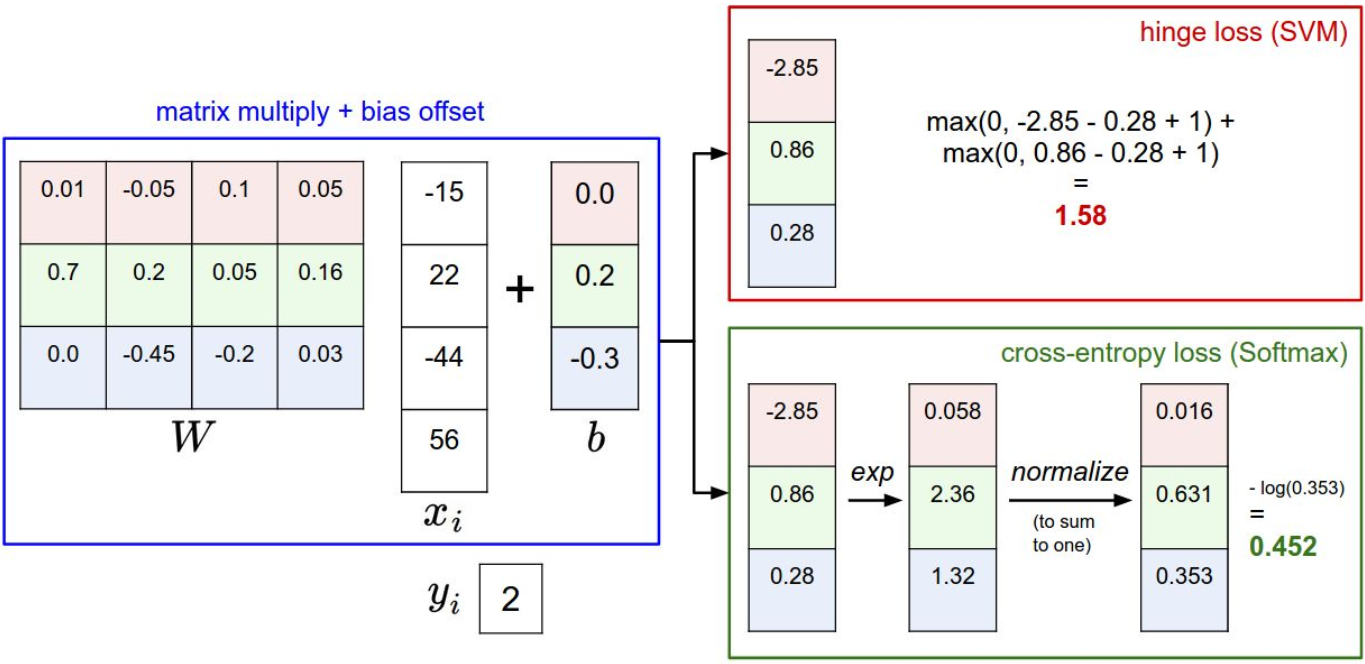 matrix multiply + bias offset
0.01 -0.05 0.1 0.05
0.7 0.2 0.05 0.16
0.0 -0.45 -0.2 0.03
W
-15
22
-44
56
x_i
+
0.0
0.2
-0.3
b
y_i 2
hinge loss (SVM)
-2.85
0.86
0.28
max(0, -2.85 - 0.28 + 1) +
max(0, 0.86 - 0.28 + 1)
=
1.58
cross-entropy loss (Softmax)
-2.85
0.86
0.28
exp
0.058
2.36
1.32
normalize
(to sum
to one)
0.016
0.631
0.353
- log(0.353)
=
0.452